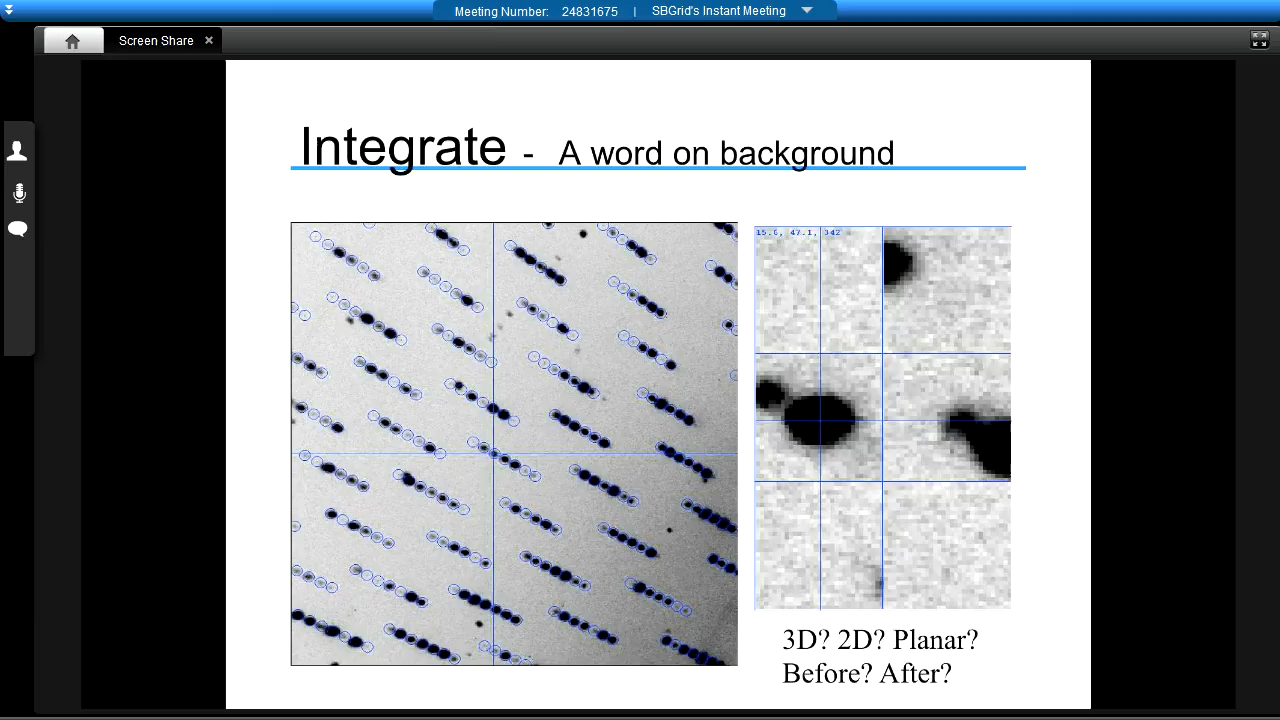 Meeting Number: 24831675 | SBGrid's Instant Meeting
Screen Share
Integrate - A word on background
15.6, 47.1, 342
3D? 2D? Planar?
Before? After?